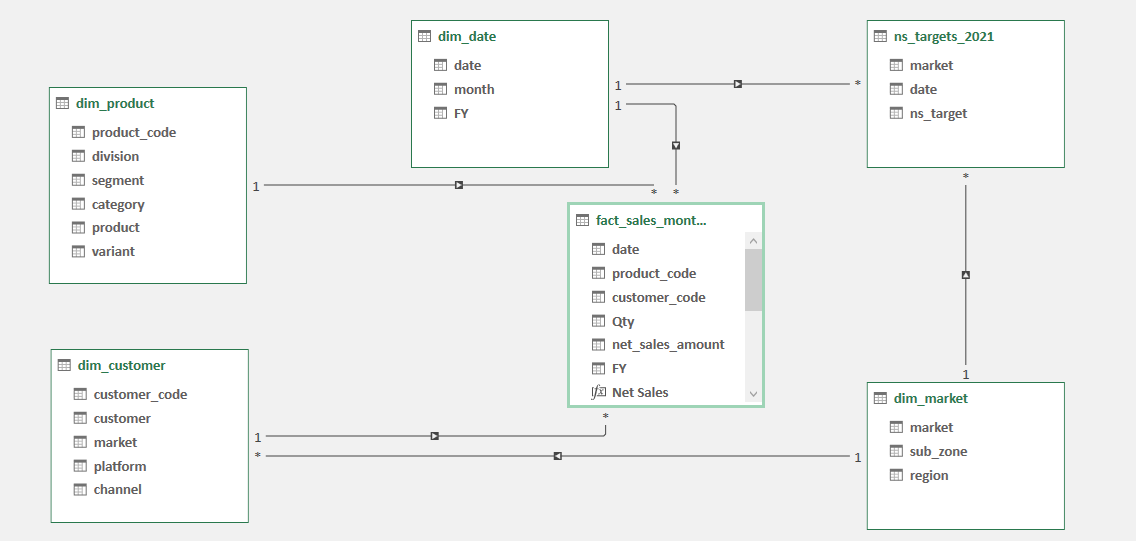 dim_date
date
month
FY
ns_targets_2021
market
date
ns_target
dim_product
product_code
division
segment
category
product
variant
1
*
1
1
*
*
*
fact_sales_mont...
date
product_code
customer_code
Qty
net_sales_amount
FY
Net Sales
dim_customer
customer_code
customer
market
platform
channel
1
dim_market
market
sub_zone
region
*
1
*
1